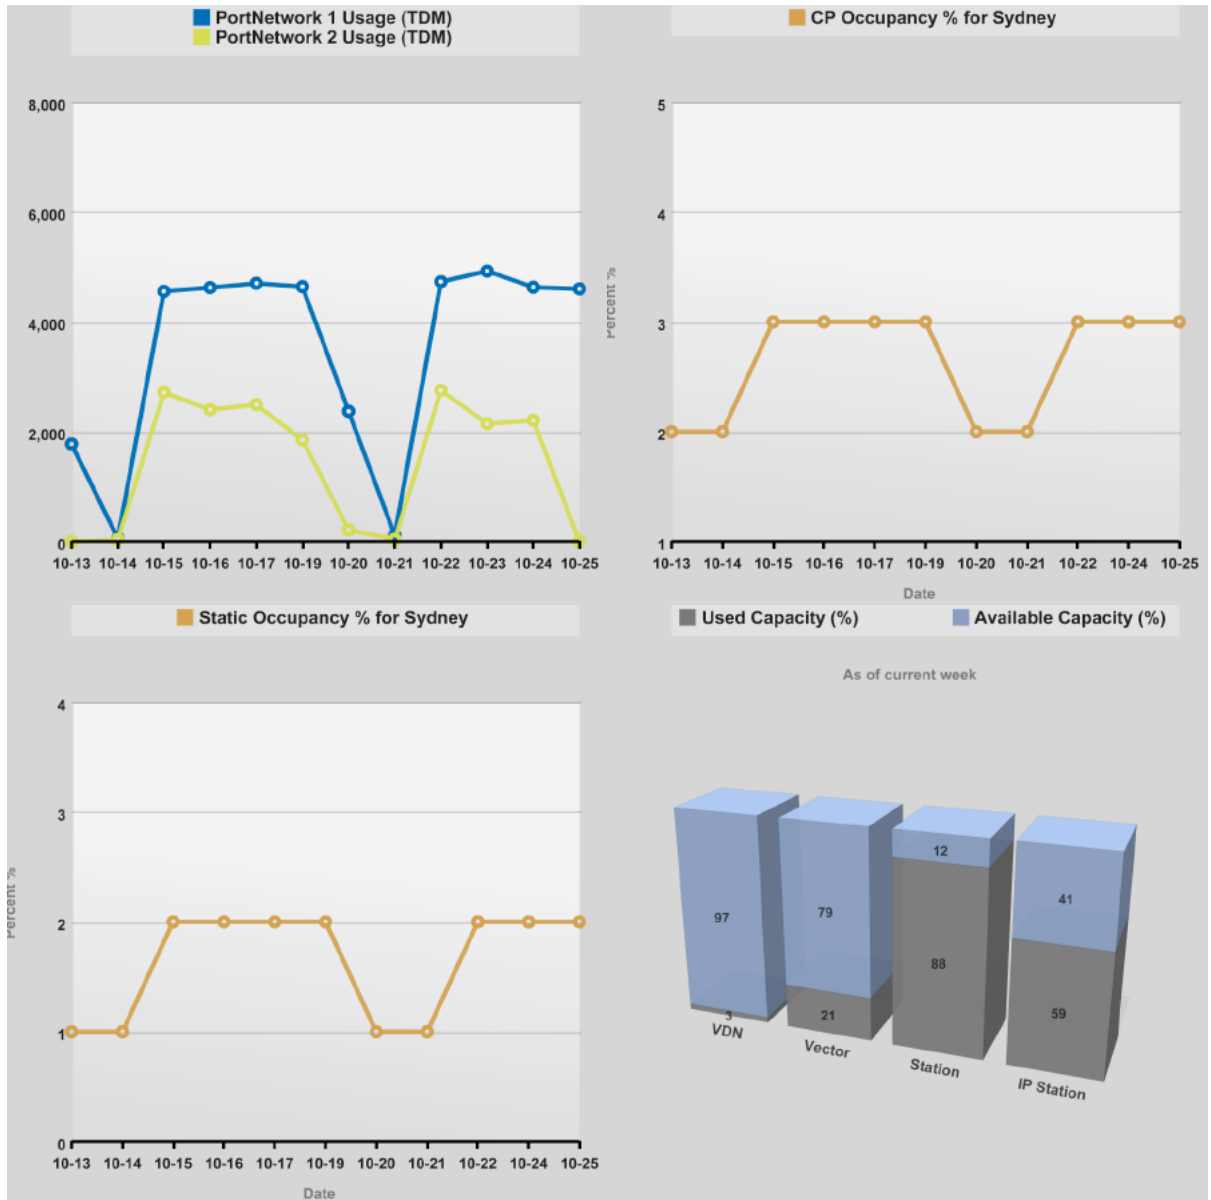 PortNetwork 1 Usage (TDM)
PortNetwork 2 Usage (TDM)
8,000
6,000
4,000
2,000
0
10-13 10-14 10-15 10-16 10-17 10-19 10-20 10-21 10-22 10-23 10-24 10-25
CP Occupancy % for Sydney
Percent %
5
4
3
2
1
10-13 10-14 10-15 10-16 10-17 10-19 10-20 10-21 10-22 10-24 10-25
Date
Static Occupancy % for Sydney
Percent %
4
3
2
1
0
10-13 10-14 10-15 10-16 10-17 10-19 10-20 10-21 10-22 10-24 10-25
Date
Used Capacity (%) Available Capacity (%)
As of current week
97 79 12 41
3 21 88 59
VDN Vector Station IP Station